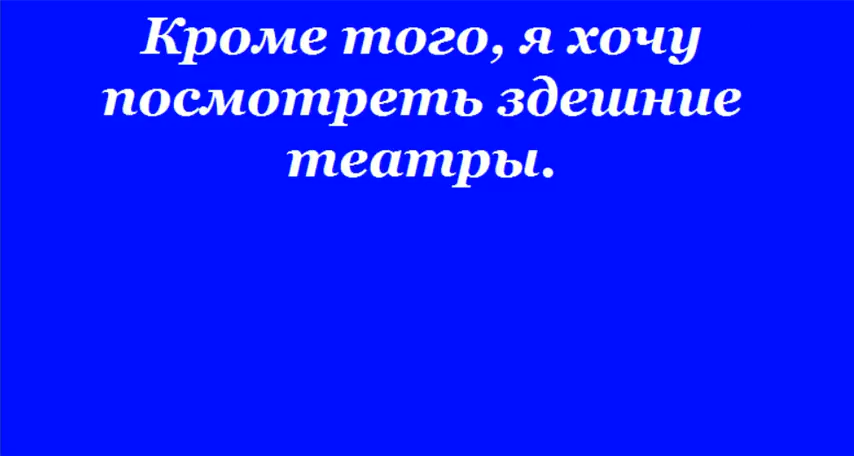 Кроме того, я хочу
посмотреть здешние
театры.